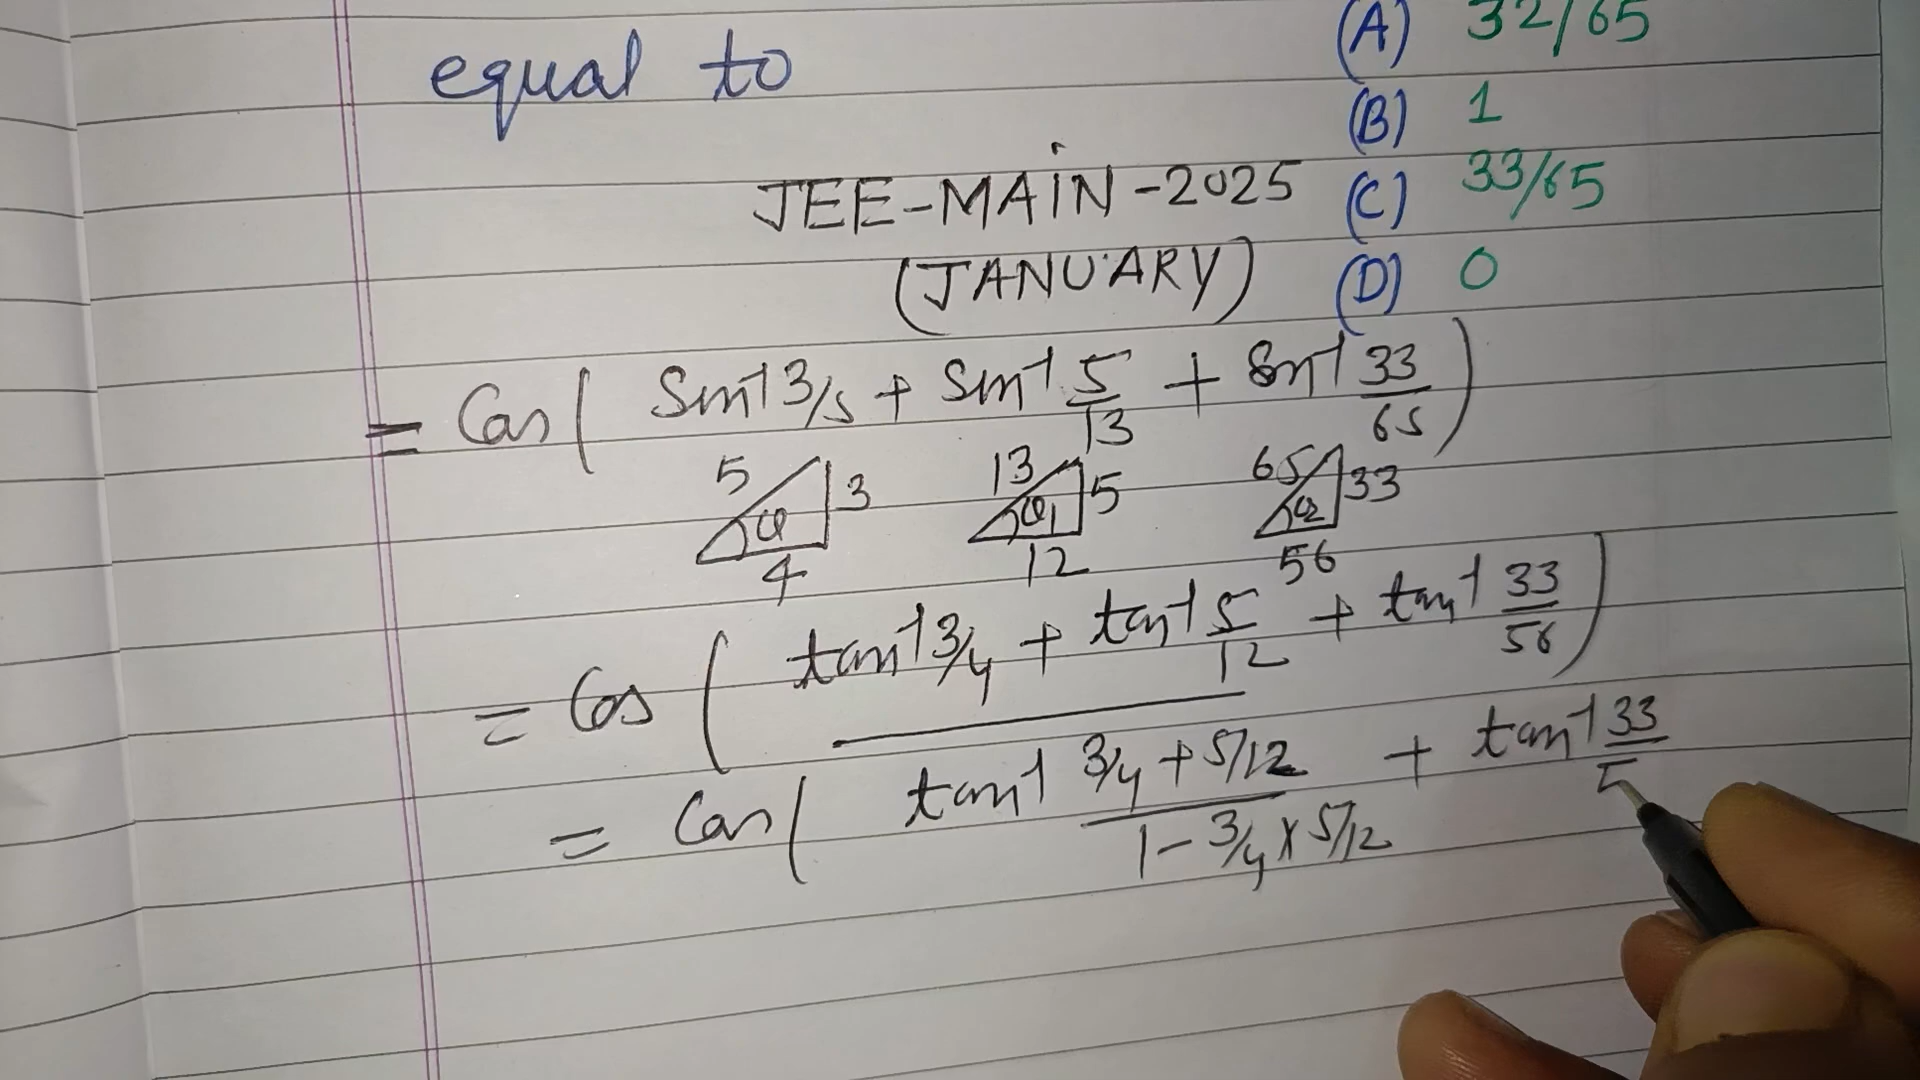 equal to
(A) 32/65
(B) 1
JEE-MAIN-2025
(JANUARY)
(C) 33/65
(D) 0
= Cos( Sin⁻¹3/5 + Sin⁻¹ 5/13 + Sin⁻¹ 33/65 )
5 3 4 θ
13 5 12 θ₁
65 33 56 θ₂
= Cos ( tan⁻¹3/4 + tan⁻¹ 5/12 + tan⁻¹ 33/56 )
= Cos( tan⁻¹ (3/4 + 5/12)/(1 - 3/4 x 5/12) + tan⁻¹ 33/5